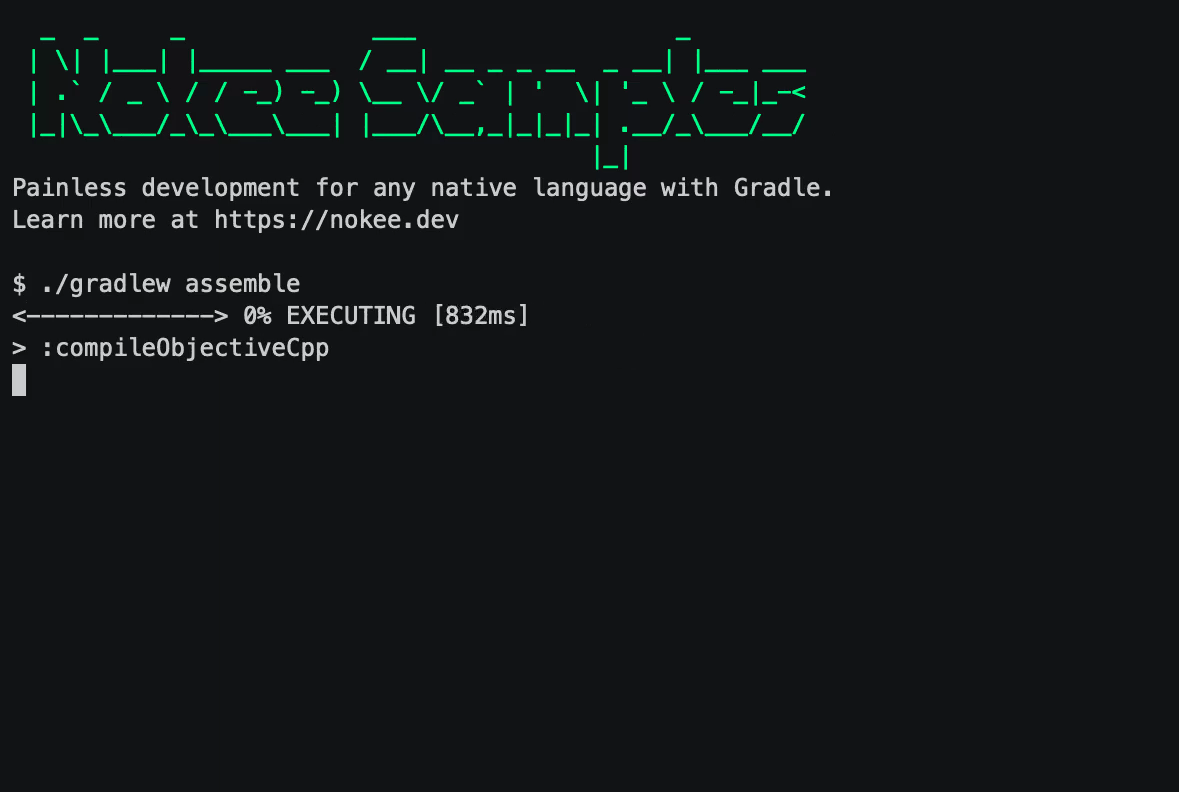 Nokee Samples
Painless development for any native language with Gradle.
Learn more at https://nokee.dev
$ ./gradlew assemble
<-------------> 0% EXECUTING [832ms]
> :compileObjectiveCpp